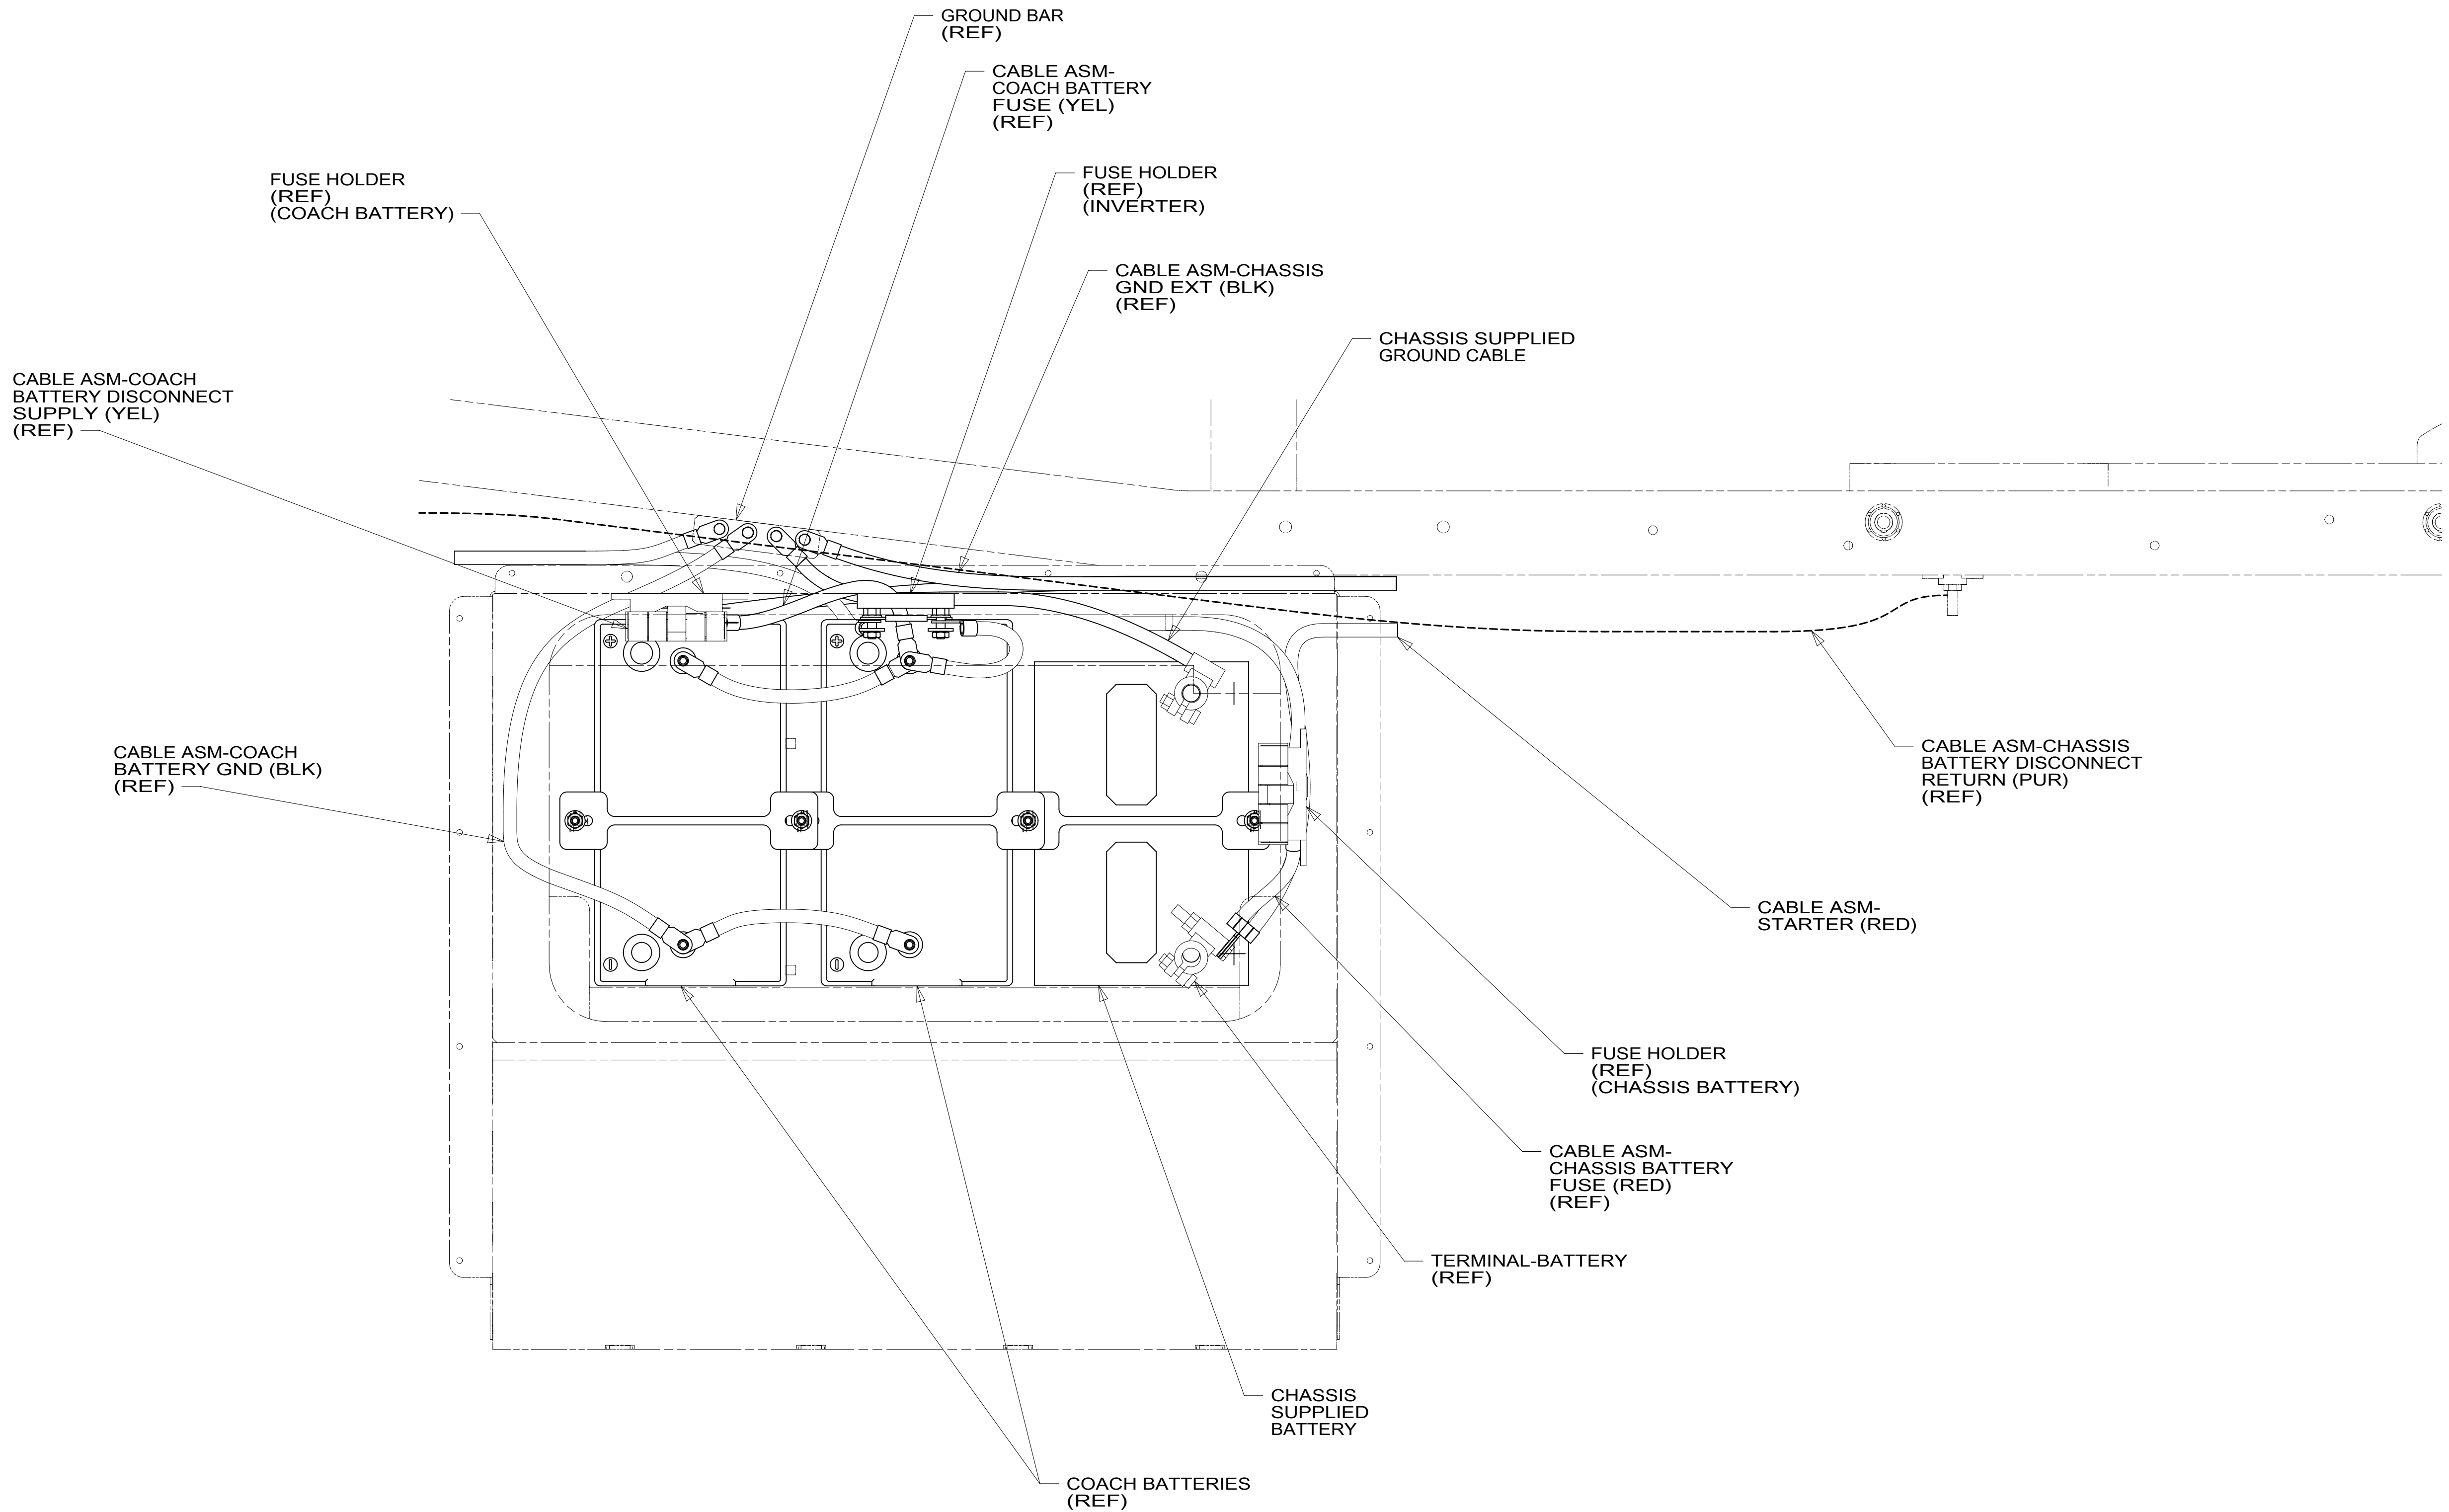 GROUND BAR
(REF)
CABLE ASM-
COACH BATTERY
FUSE (YEL)
(REF)
FUSE HOLDER
(REF)
(COACH BATTERY)
FUSE HOLDER
(REF)
(INVERTER)
CABLE ASM-CHASSIS
GND EXT (BLK)
(REF)
CHASSIS SUPPLIED
GROUND CABLE
CABLE ASM-COACH
BATTERY DISCONNECT
SUPPLY (YEL)
(REF)
CABLE ASM-COACH
BATTERY GND (BLK)
(REF)
CABLE ASM-CHASSIS
BATTERY DISCONNECT
RETURN (PUR)
(REF)
CABLE ASM-
STARTER (RED)
FUSE HOLDER
(REF)
(CHASSIS BATTERY)
CABLE ASM-
CHASSIS BATTERY
FUSE (RED)
(REF)
TERMINAL-BATTERY
(REF)
CHASSIS
SUPPLIED
BATTERY
COACH BATTERIES
(REF)